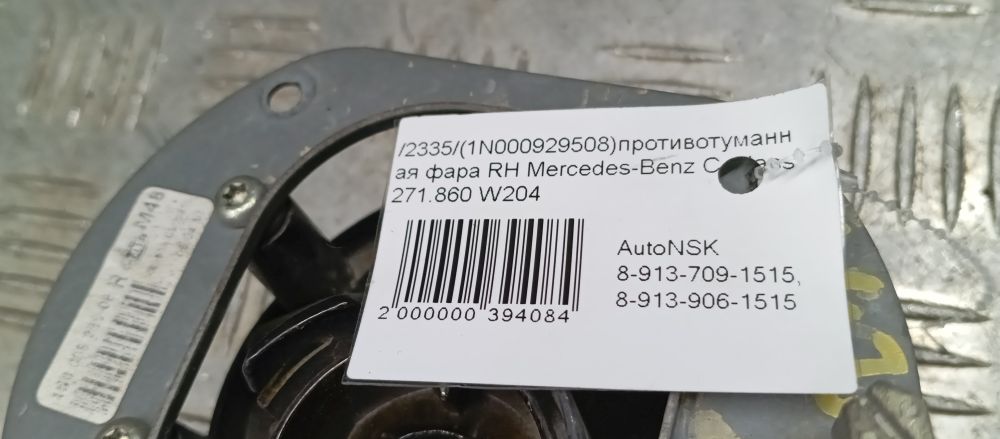 /2335/(1N000929508)противотуманн
ая фара RH Mercedes-Benz
271.860 W204
AutoNSK
8-913-709-1515,
8-913-906-1515
2 000000 394084